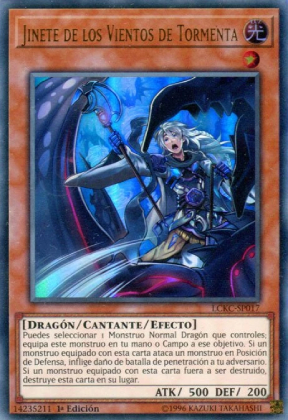 JINETE DE LOS VIENTOS DE TORMENTA
光
LCKC-SP017
[DRAGÓN/CANTANTE/EFECTO]
Puedes seleccionar 1 Monstruo Normal Dragón que controles;
equipa este monstruo en tu mano o Campo a ese objetivo. Si un
monstruo equipado con esta carta ataca un monstruo en Posición
de Defensa, inflige daño de batalla de penetración a tu adversario.
Si un monstruo equipado con esta carta fuera a ser destruido,
destruye esta carta en su lugar.
ATK/ 500 DEF/ 200
14235211 1ª Edición
©1996 KAZUKI TAKAHASHI